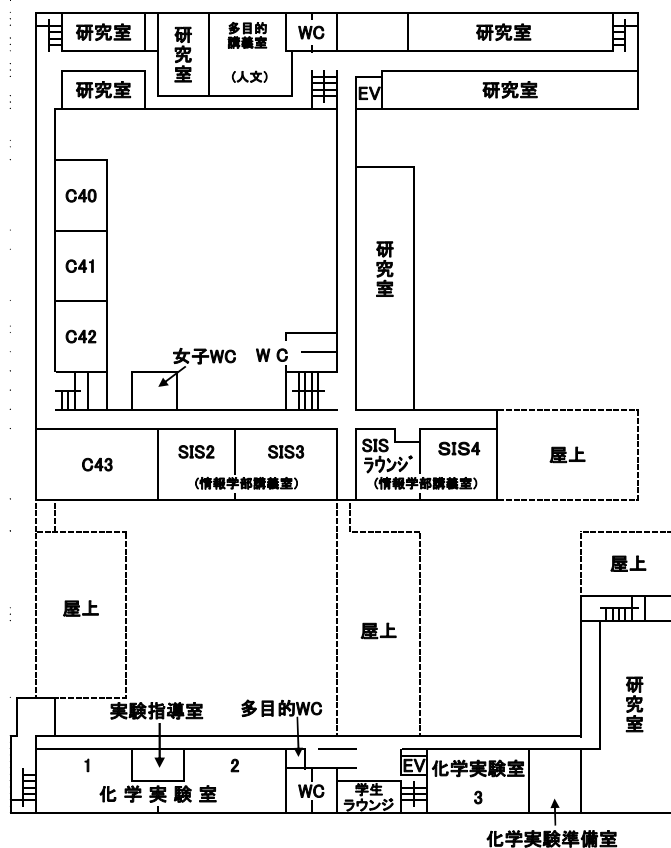 研究室
研究室
多目的
講義室
(人文)
WC
研究室
研究室
EV
研究室
C40
C41
C42
研究室
女子WC
WC
C43
SIS2
SIS3
(情報学部講義室)
SIS
ラウンジ
SIS4
(情報学部講義室)
屋上
屋上
屋上
屋上
研究室
実験指導室
多目的WC
1
2
化学実験室
WC
学生
ラウンジ
EV
化学実験室
3
化学実験準備室